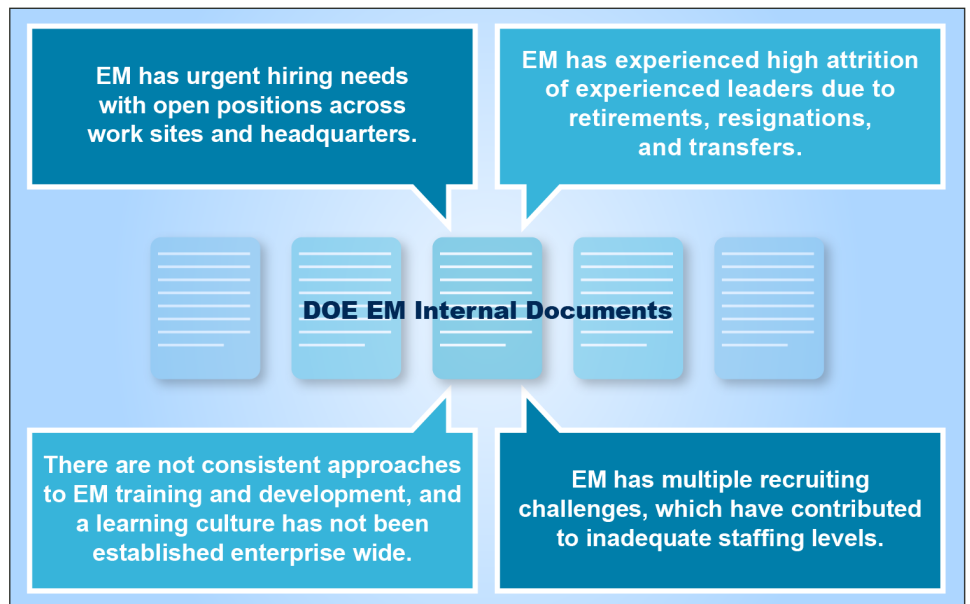 EM has urgent hiring needs
with open positions across
work sites and headquarters.
EM has experienced high attrition
of experienced leaders due to
retirements, resignations,
and transfers.
DOE EM Internal Documents
There are not consistent approaches
to EM training and development, and
a learning culture has not been
established enterprise wide.
EM has multiple recruiting
challenges, which have contributed
to inadequate staffing levels.